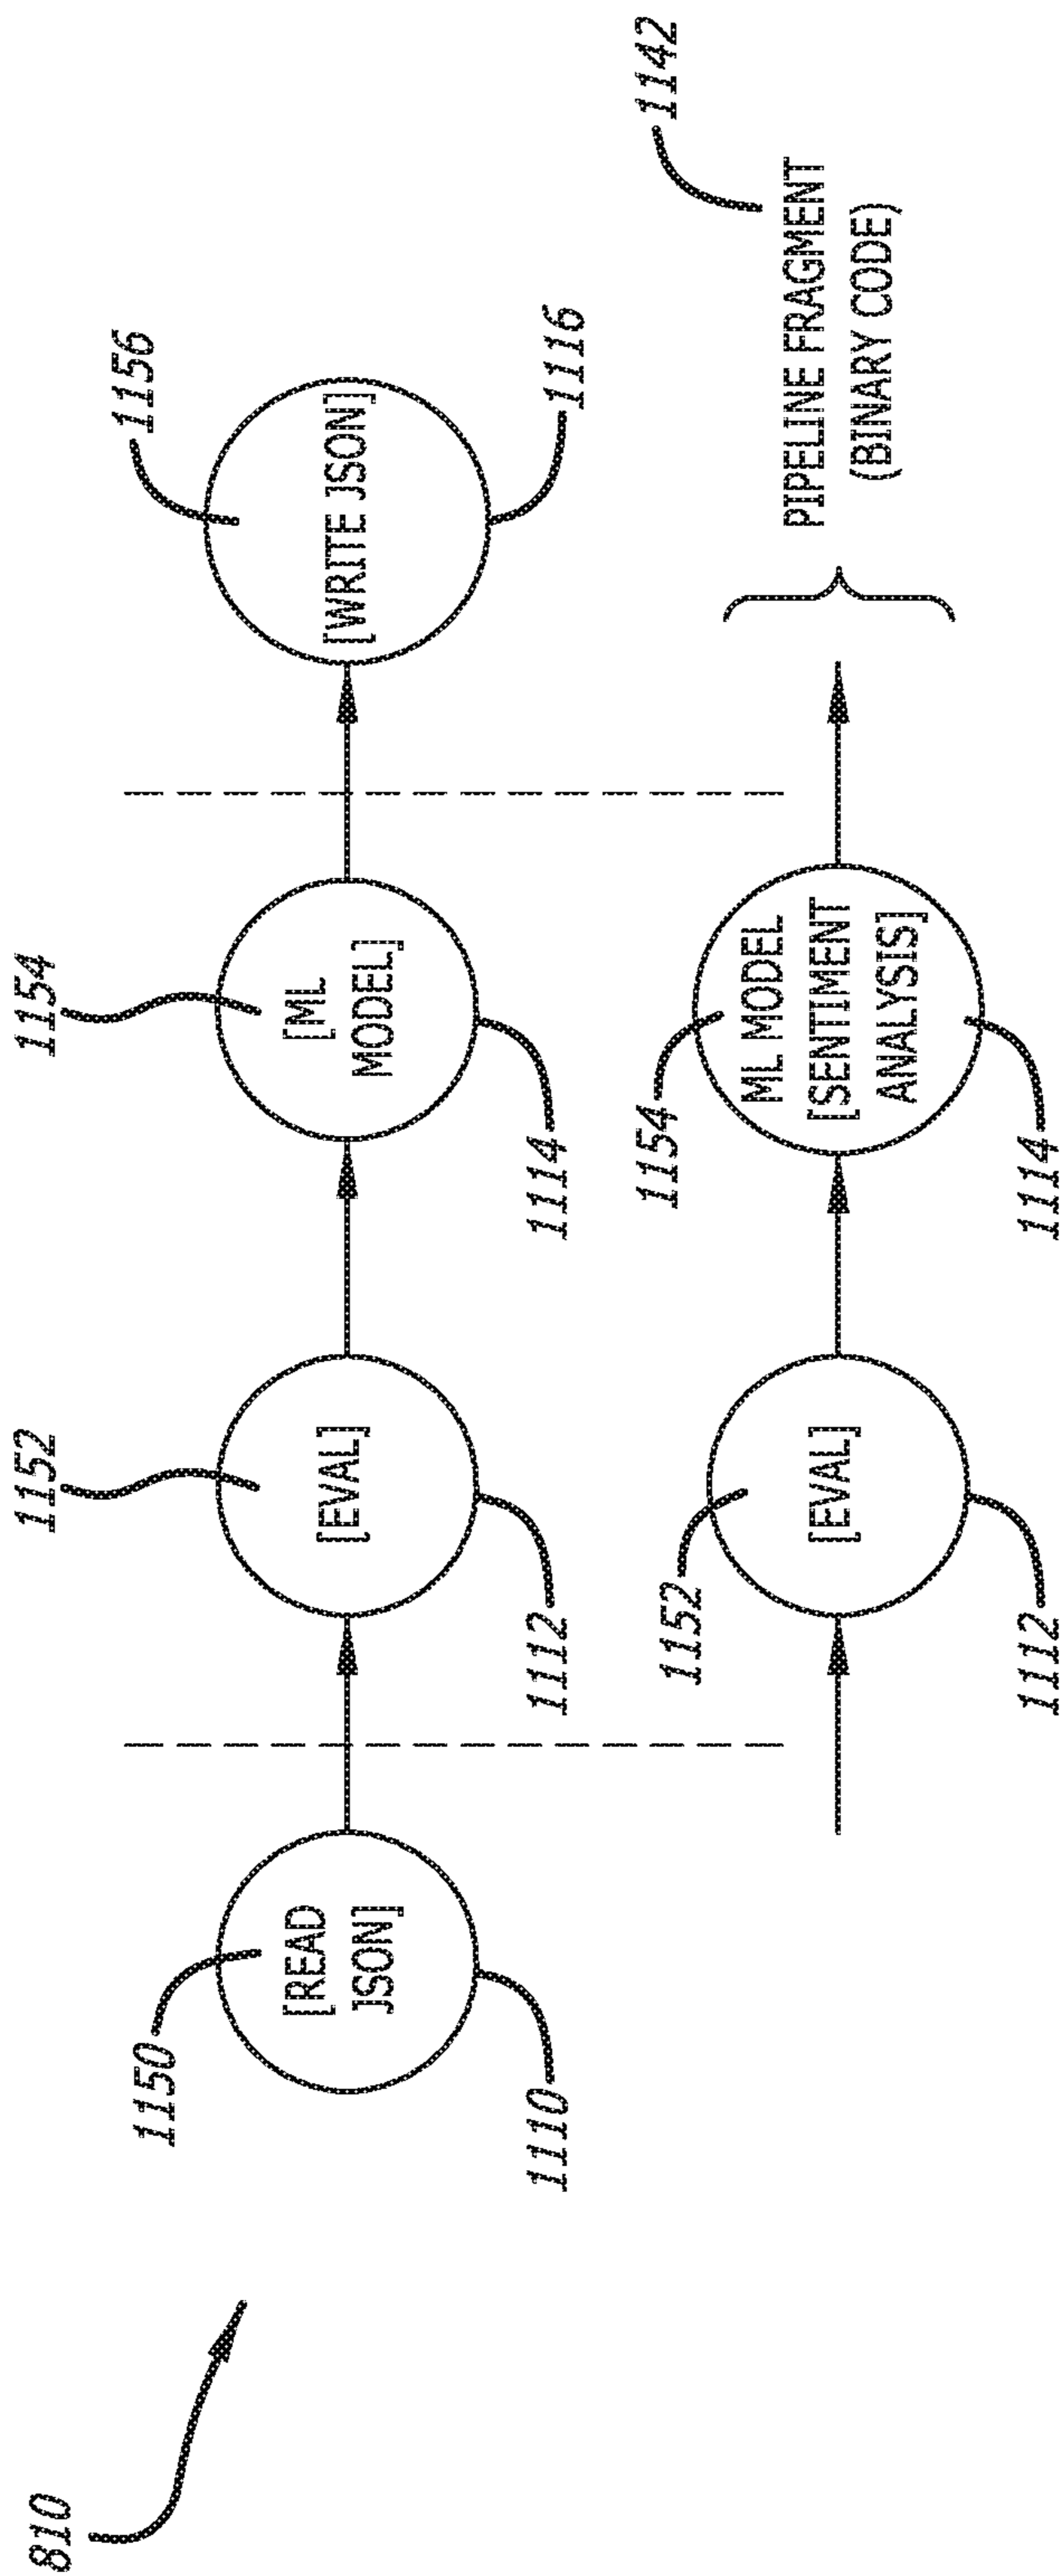 810
1150
[READ
JSON]
1110
1152
[EVAL]
1112
1154
[ML
MODEL]
1114
1156
[WRITE JSON]
1116
1152
[EVAL]
1112
1154
ML MODEL
[SENTIMENT
ANALYSIS]
1114
1142
PIPELINE FRAGMENT
(BINARY CODE)